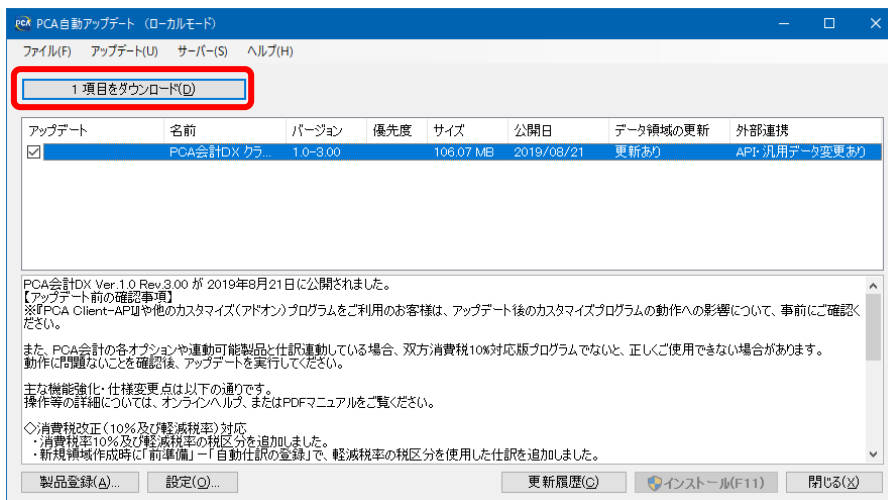 PCA PCA自動アップデート （ローカルモード）
ファイル(F) アップデート(U) サーバー(S) ヘルプ(H)
1 項目をダウンロード(D)
アップデート 名前 バージョン 優先度 サイズ 公開日 データ領域の更新 外部連携
PCA会計DX クラ... 1.0-3.00 106.07 MB 2019/08/21 更新あり API・汎用データ変更あり
PCA会計DX Ver.1.0 Rev.3.00 が 2019年8月21日に公開されました。
【アップデート前の確認事項】
※『PCA Client-API』や他のカスタマイズ（アドオン）プログラムをご利用のお客様は、アップデート後のカスタマイズプログラムの動作への影響について、事前にご確認く
ださい。
また、PCA会計の各オプションや連動可能製品と仕訳連動している場合、双方消費税10%対応版プログラムでないと、正しくご使用できない場合があります。
動作に問題ないことを確認後、アップデートを実行してください。
主な機能強化・仕様変更点は以下の通りです。
操作等の詳細については、オンラインヘルプ、またはPDFマニュアルをご覧ください。
◇消費税改正（10%及び軽減税率）対応
・消費税率10%及び軽減税率の税区分を追加しました。
・新規領域作成時に「前準備」－「自動仕訳の登録」で、軽減税率の税区分を使用した仕訳を追加しました。
製品登録(A)... 設定(O)... 更新履歴(C) インストール(F11) 閉じる(X)